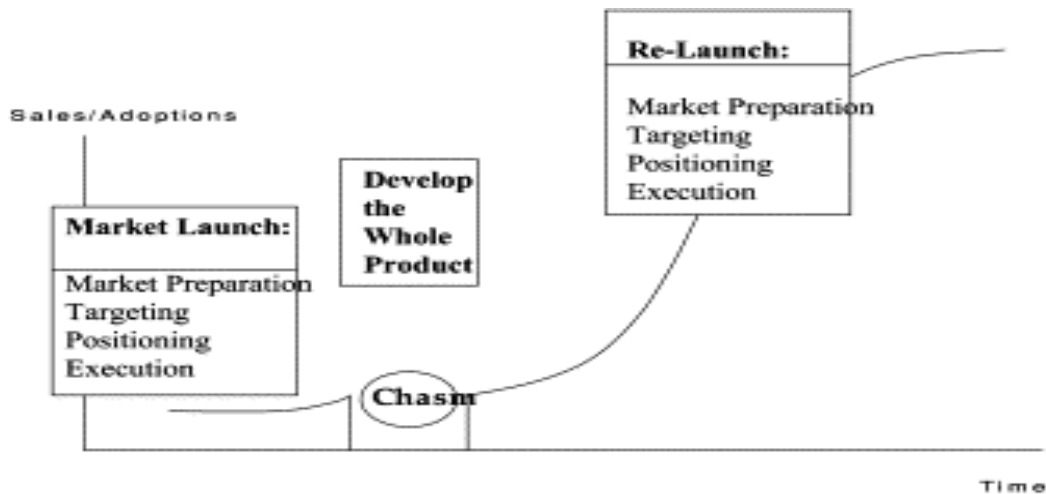 Sales/Adoptions
Market Launch:
Market Preparation
Targeting
Positioning
Execution
Develop
the
Whole
Product
Chasm
Re-Launch:
Market Preparation
Targeting
Positioning
Execution
Time